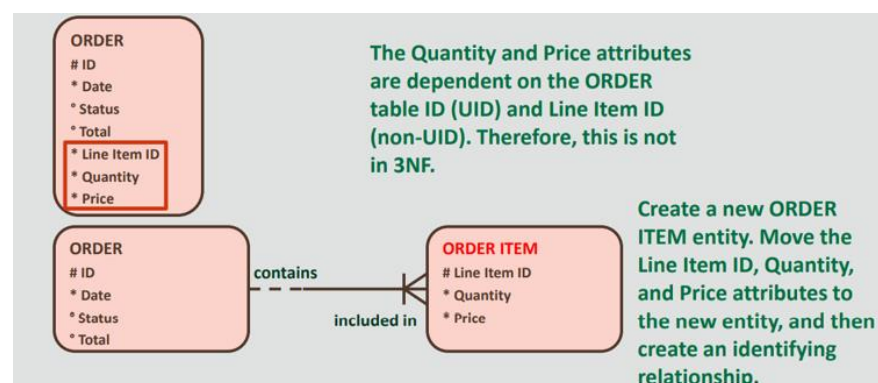 ORDER
# ID
* Date
° Status
° Total
* Line Item ID
* Quantity
* Price
The Quantity and Price attributes
are dependent on the ORDER
table ID (UID) and Line Item ID
(non-UID). Therefore, this is not
in 3NF.
ORDER
# ID
* Date
° Status
° Total
contains
included in
ORDER ITEM
# Line Item ID
* Quantity
* Price
Create a new ORDER
ITEM entity. Move the
Line Item ID, Quantity,
and Price attributes to
the new entity, and then
create an identifying
relationship.